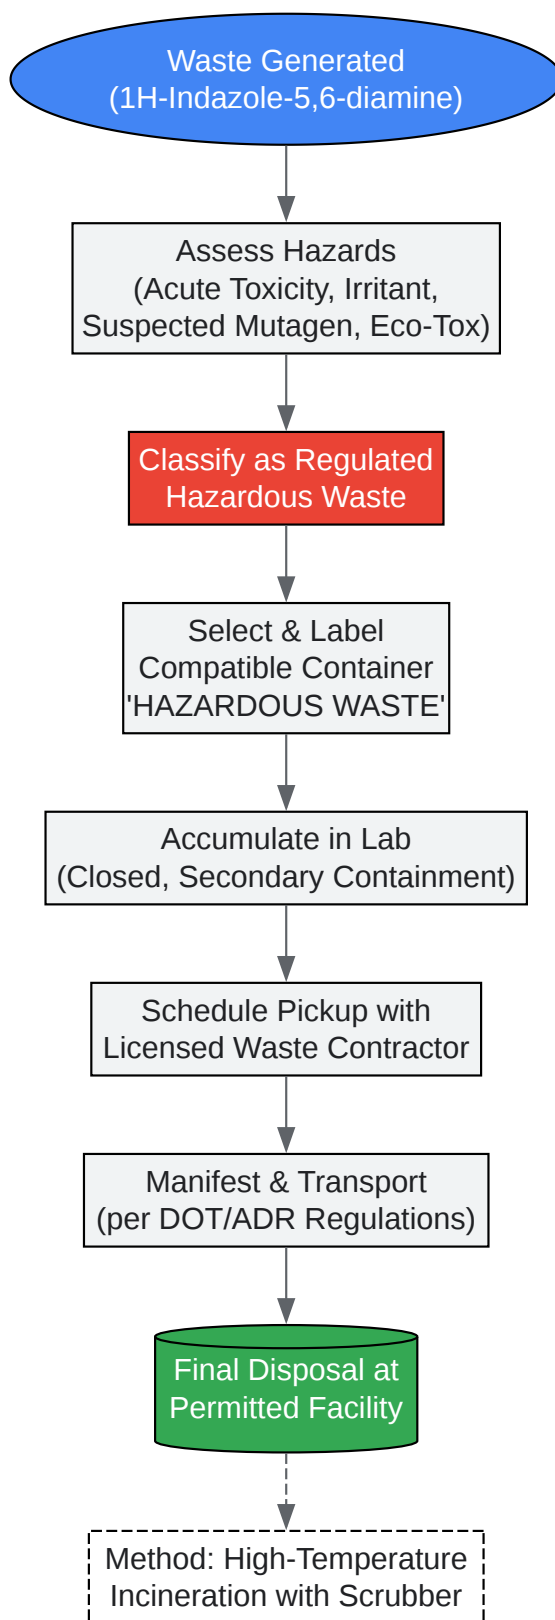 Waste Generated
(1H-Indazole-5,6-diamine)
Assess Hazards
(Acute Toxicity, Irritant,
Suspected Mutagen, Eco-Tox)
Classify as Regulated
Hazardous Waste
Select & Label
Compatible Container
'HAZARDOUS WASTE'
Accumulate in Lab
(Closed, Secondary Containment)
Schedule Pickup with
Licensed Waste Contractor
Manifest & Transport
(per DOT/ADR Regulations)
Final Disposal at
Permitted Facility
Method: High-Temperature
Incineration with Scrubber